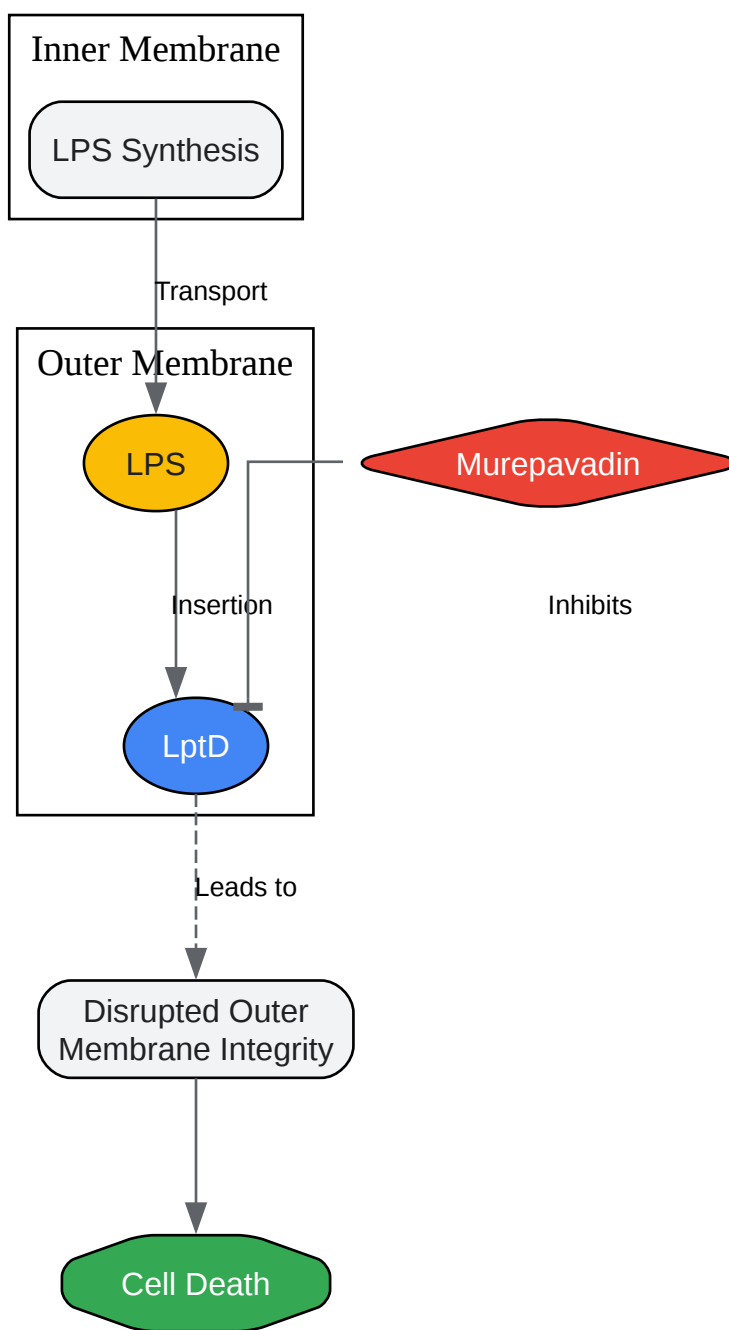 Inner Membrane
LPS Synthesis
Transport
Outer Membrane
LPS
Murepavadin
Insertion
Inhibits
LptD
Leads to
Disrupted Outer
Membrane Integrity
Cell Death